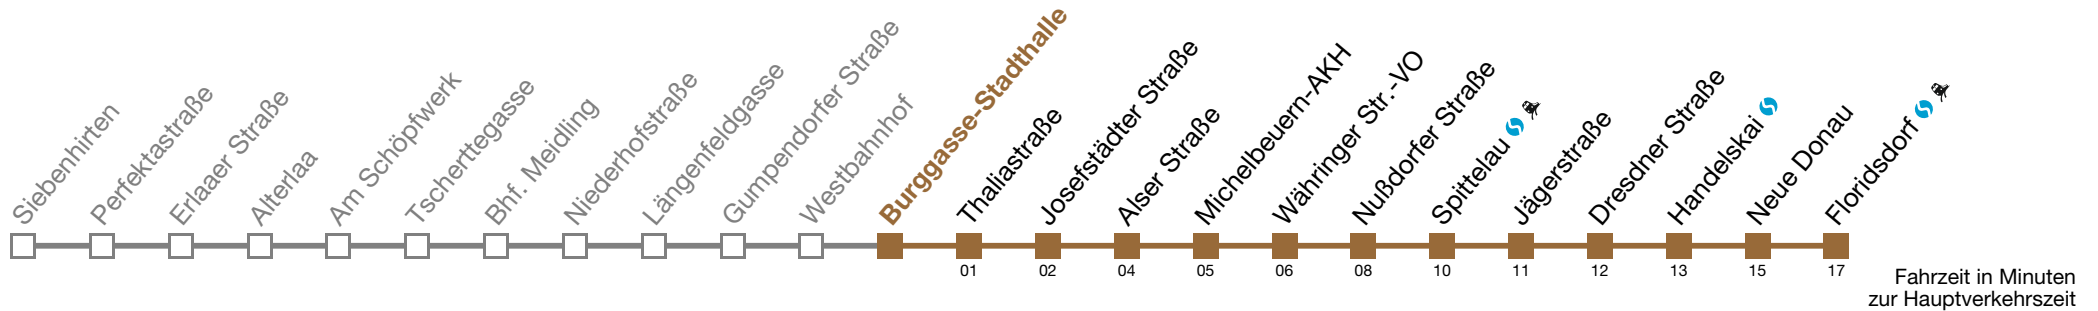 Siebenhirten
Perfektastraße
Erlaaer Straße
Alterlaa
Am Schöpfwerk
Tscherttegasse
Bhf. Meidling
Niederhofstraße
Längenfeldgasse
Gumpendorfer Straße
Westbahnhof
Burggasse-Stadthalle
Thaliastraße
Josefstädter Straße
Alser Straße
Michelbeuern-AKH
Währinger Str.-VO
Nußdorfer Straße
Spittelau
Jägerstraße
Dresdner Straße
Handelskai
Neue Donau
Floridsdorf
01 02 04 05 06 08 10 11 12 13 15 17
Fahrzeit in Minuten
zur Hauptverkehrszeit